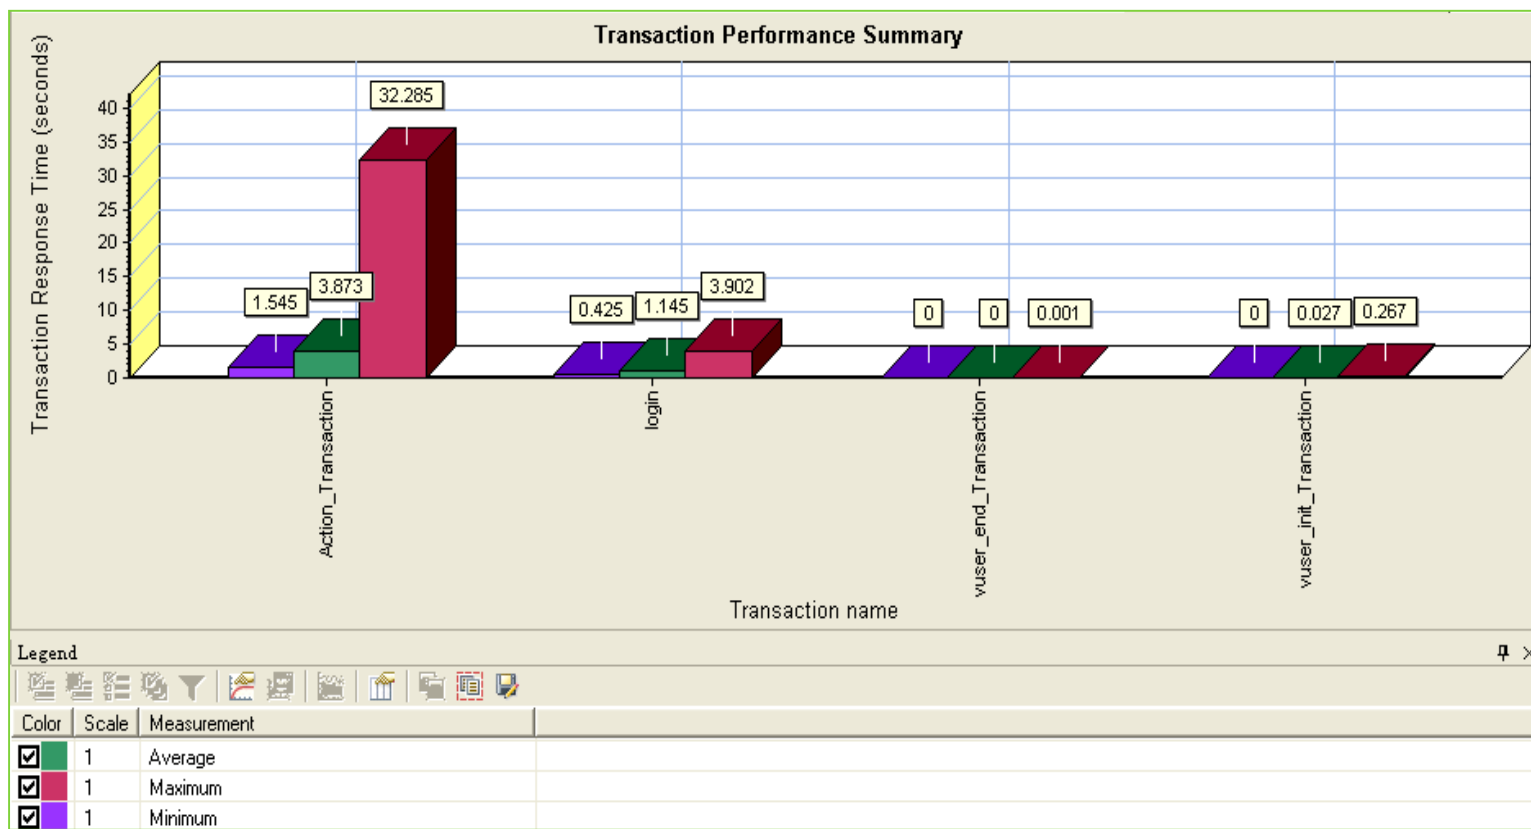 Transaction Performance Summary
Transaction Response Time (seconds)
40
35
30
25
20
15
10
5
0
1.545
3.873
32.285
0.425
1.145
3.902
0
0
0.001
0
0.027
0.267
Action_Transaction
login
vuser_end_Transaction
vuser_init_Transaction
Transaction name
Legend
Color Scale Measurement
1 Average
1 Maximum
1 Minimum